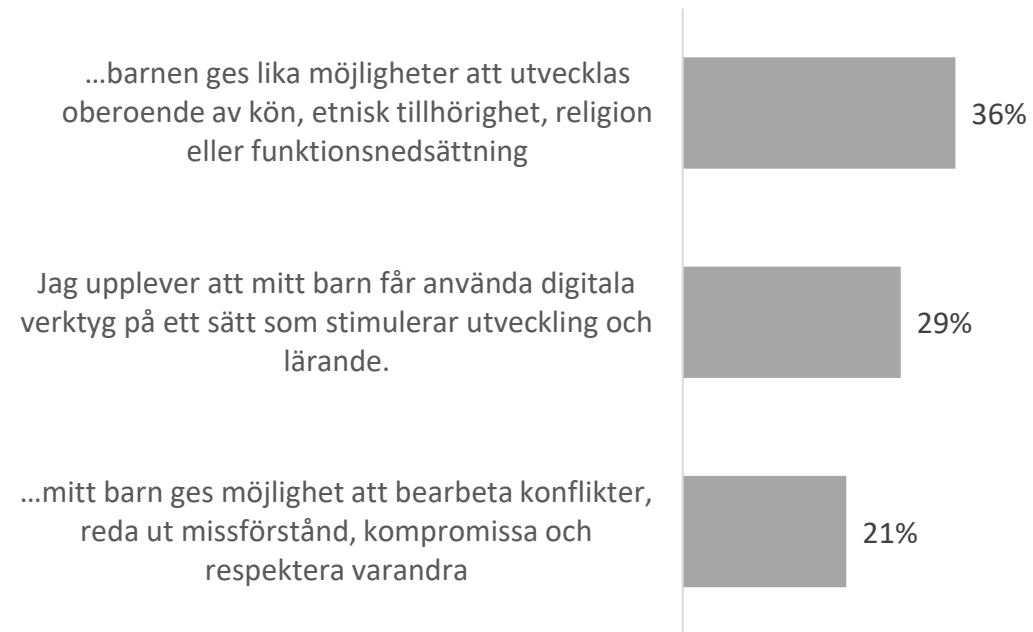 …barnen ges lika möjligheter att utvecklas
oberoende av kön, etnisk tillhörighet, religion
eller funktionsnedsättning
36%
Jag upplever att mitt barn får använda digitala
verktyg på ett sätt som stimulerar utveckling och
lärande.
29%
…mitt barn ges möjlighet att bearbeta konflikter,
reda ut missförstånd, kompromissa och
respektera varandra
21%